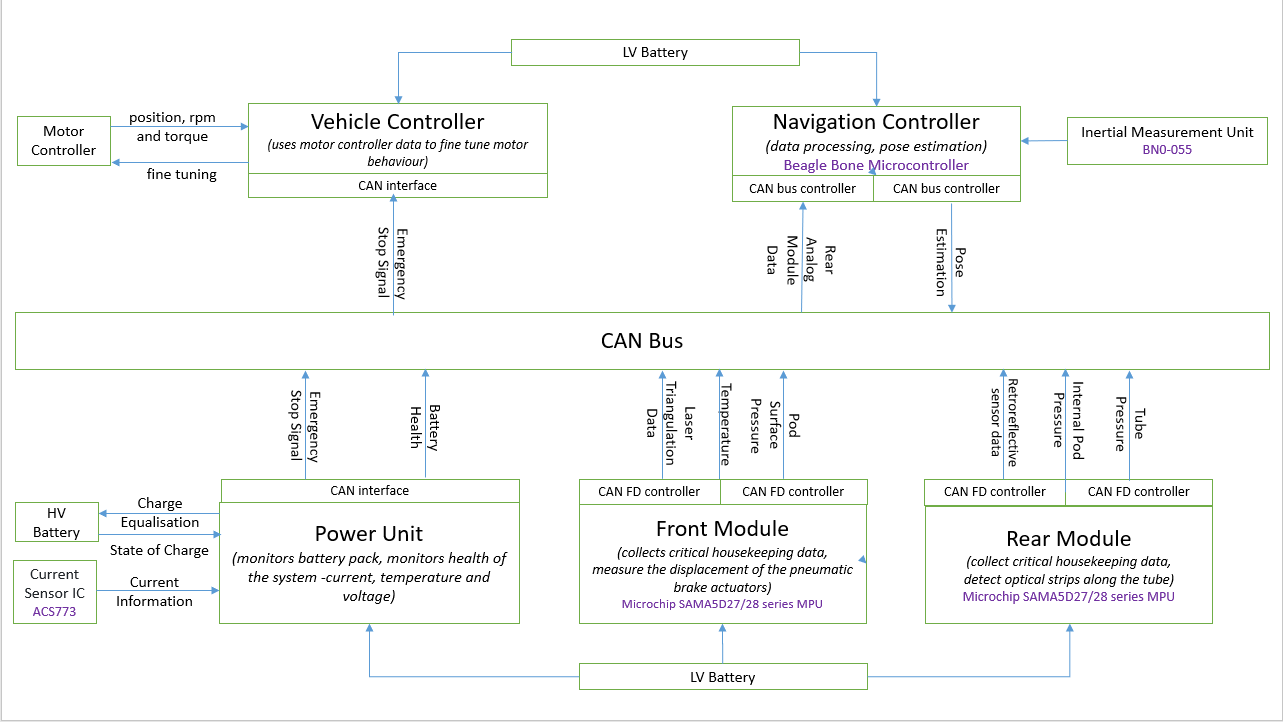 LV Battery
Motor
Controller
position, rpm
and torque
fine tuning
Vehicle Controller
(uses motor controller data to fine tune motor
behaviour)
CAN interface
Navigation Controller
(data processing, pose estimation)
Beagle Bone Microcontroller
CAN bus controller
CAN bus controller
Inertial Measurement Unit
BN0-055
Emergency
Stop Signal
Rear
Analog
Module
Data
Pose
Estimation
CAN Bus
Emergency
Stop Signal
Battery
Health
Laser
Triangulation
Data
Temperature
Pod
Surface
Pressure
Retroreflective
sensor data
Internal Pod
Pressure
Tube
Pressure
HV
Battery
Charge
Equalisation
State of Charge
Current
Sensor IC
ACS773
Current
Information
CAN interface
Power Unit
(monitors battery pack, monitors health of
the system -current, temperature and
voltage)
CAN FD controller
CAN FD controller
Front Module
(collects critical housekeeping data,
measure the displacement of the pneumatic
brake actuators)
Microchip SAMA5D27/28 series MPU
CAN FD controller
CAN FD controller
Rear Module
(collect critical housekeeping data,
detect optical strips along the tube)
Microchip SAMA5D27/28 series MPU
LV Battery